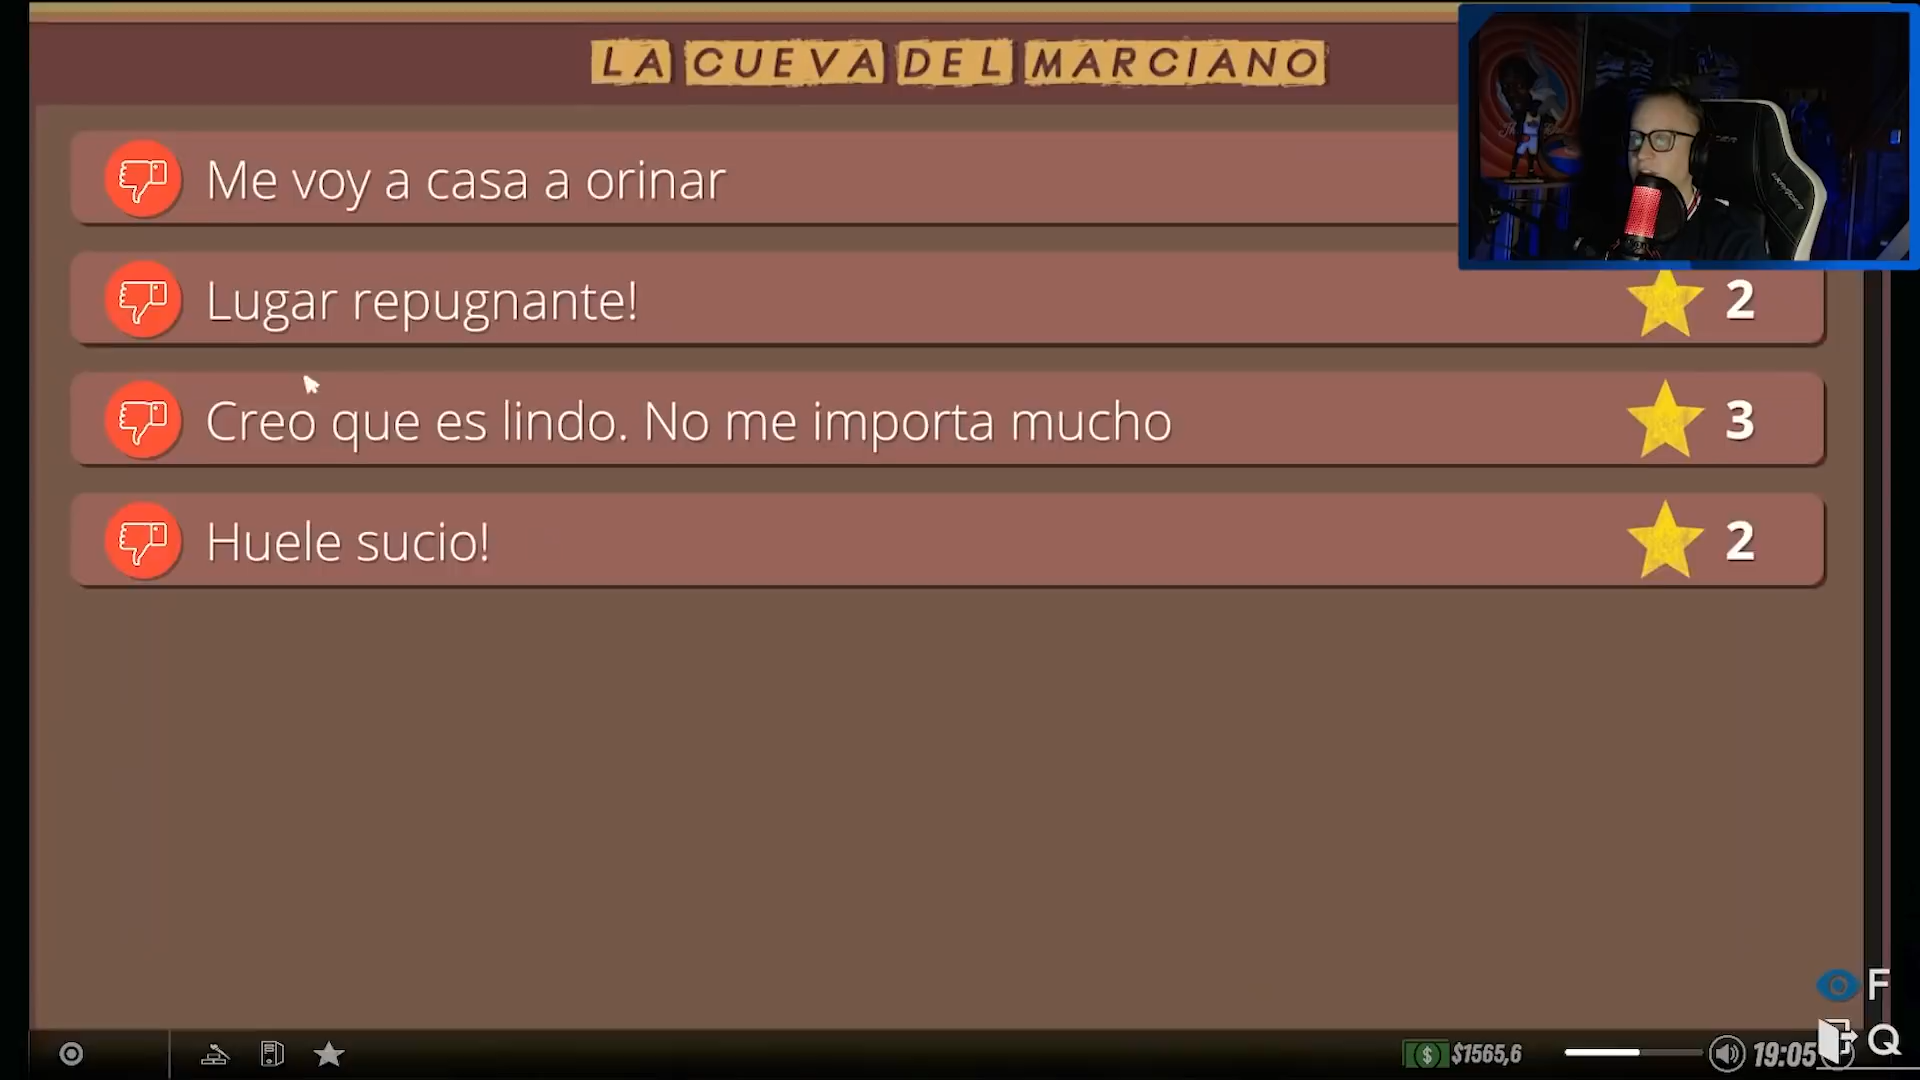 LA CUEVA DEL MARCIANO
Me voy a casa a orinar
Lugar repugnante!
2
Creo que es lindo. No me importa mucho
3
Huele sucio!
2
F
$1565,6
19:05
Q